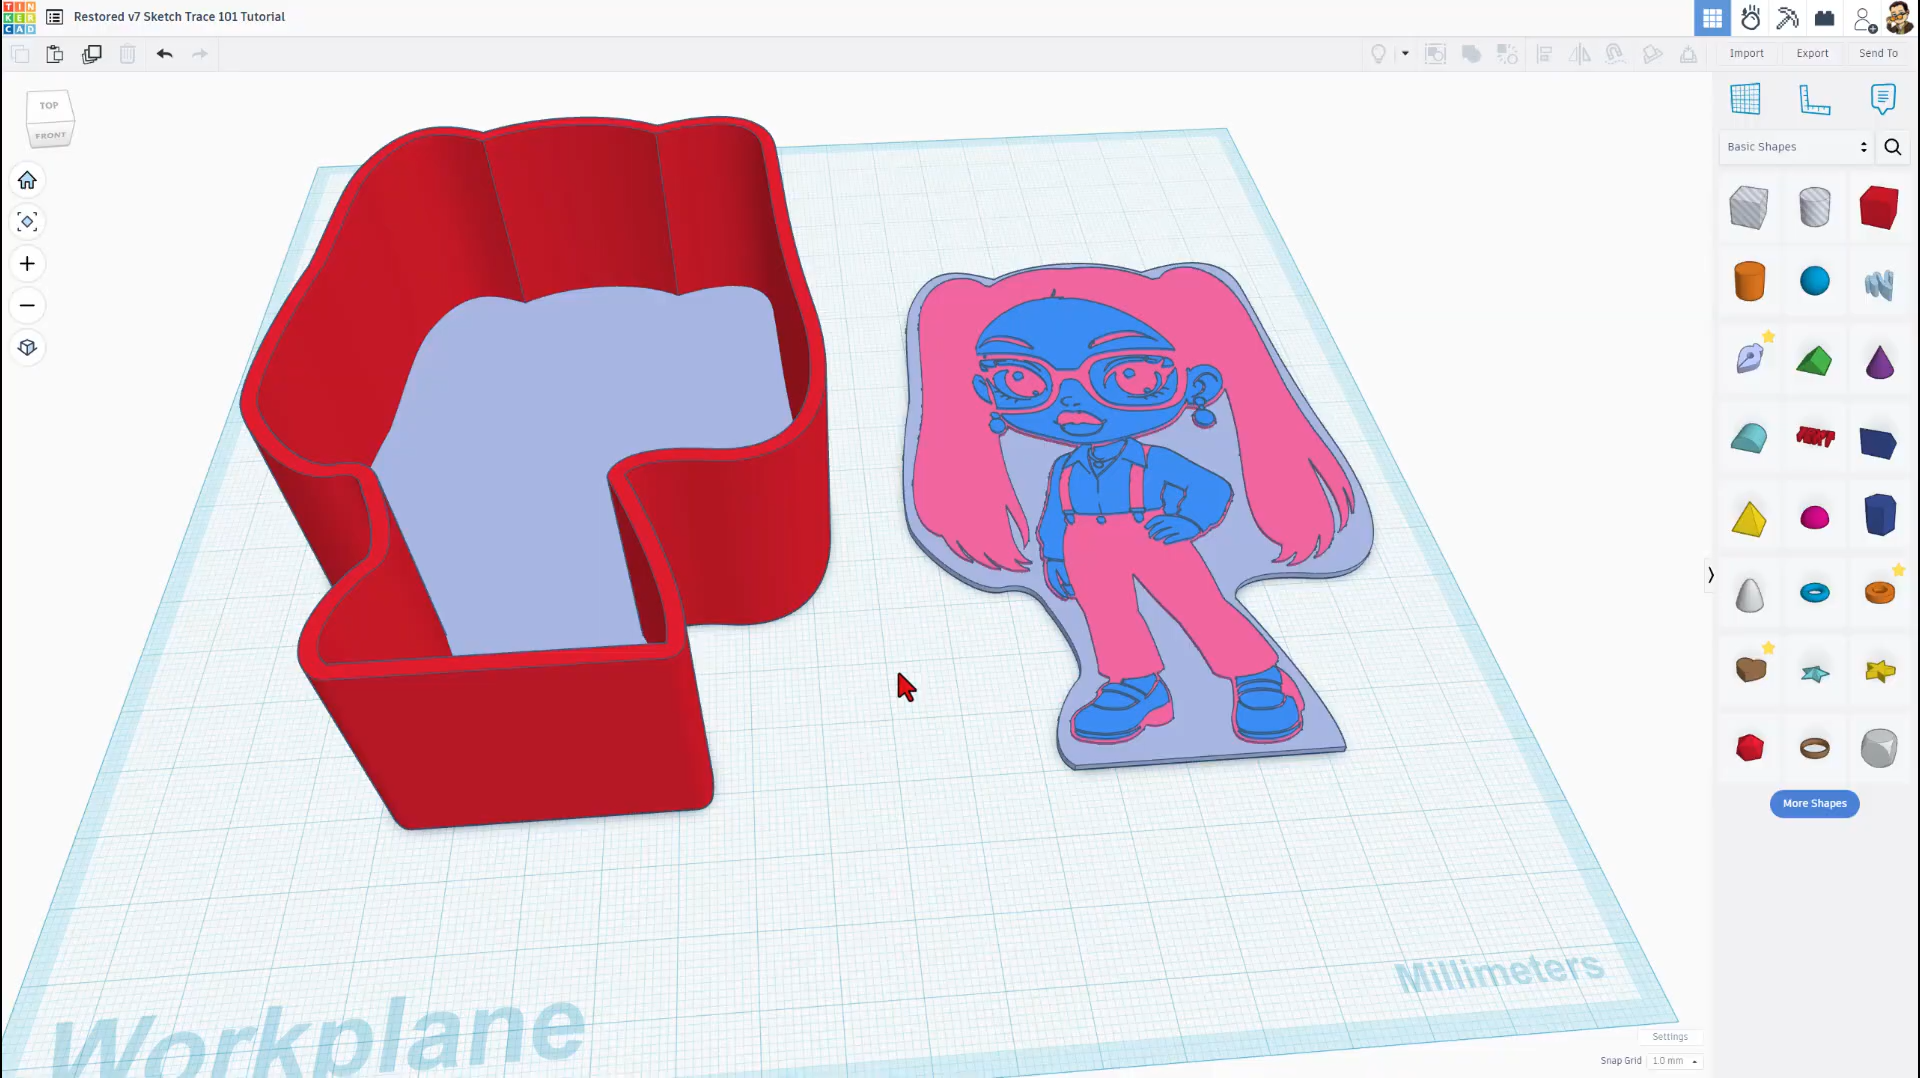 TIN
KER
CAD
Restored v7 Sketch Trace 101 Tutorial
Import
Export
Send To
TOP
FRONT
Basic Shapes
TEXT
More Shapes
Workplane
Millimeters
Settings
Snap Grid
1.0 mm